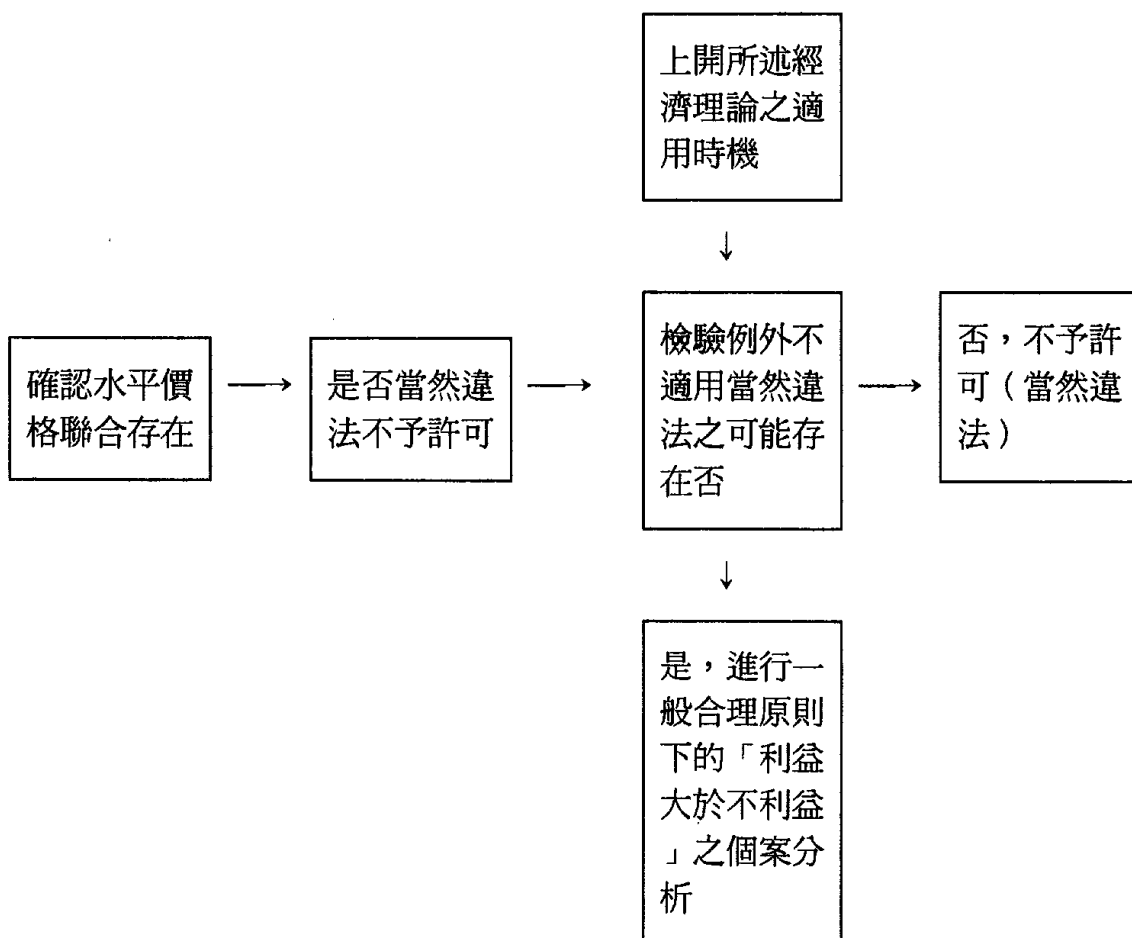 上開所述經
濟理論之適
用時機
↓
確認水平價
格聯合存在
→
是否當然違
法不予許可
→
檢驗例外不
適用當然違
法之可能存
在否
→
否，不予許
可（當然違
法）
↓
是，進行一
般合理原則
下的「利益
大於不利益
」之個案分
析